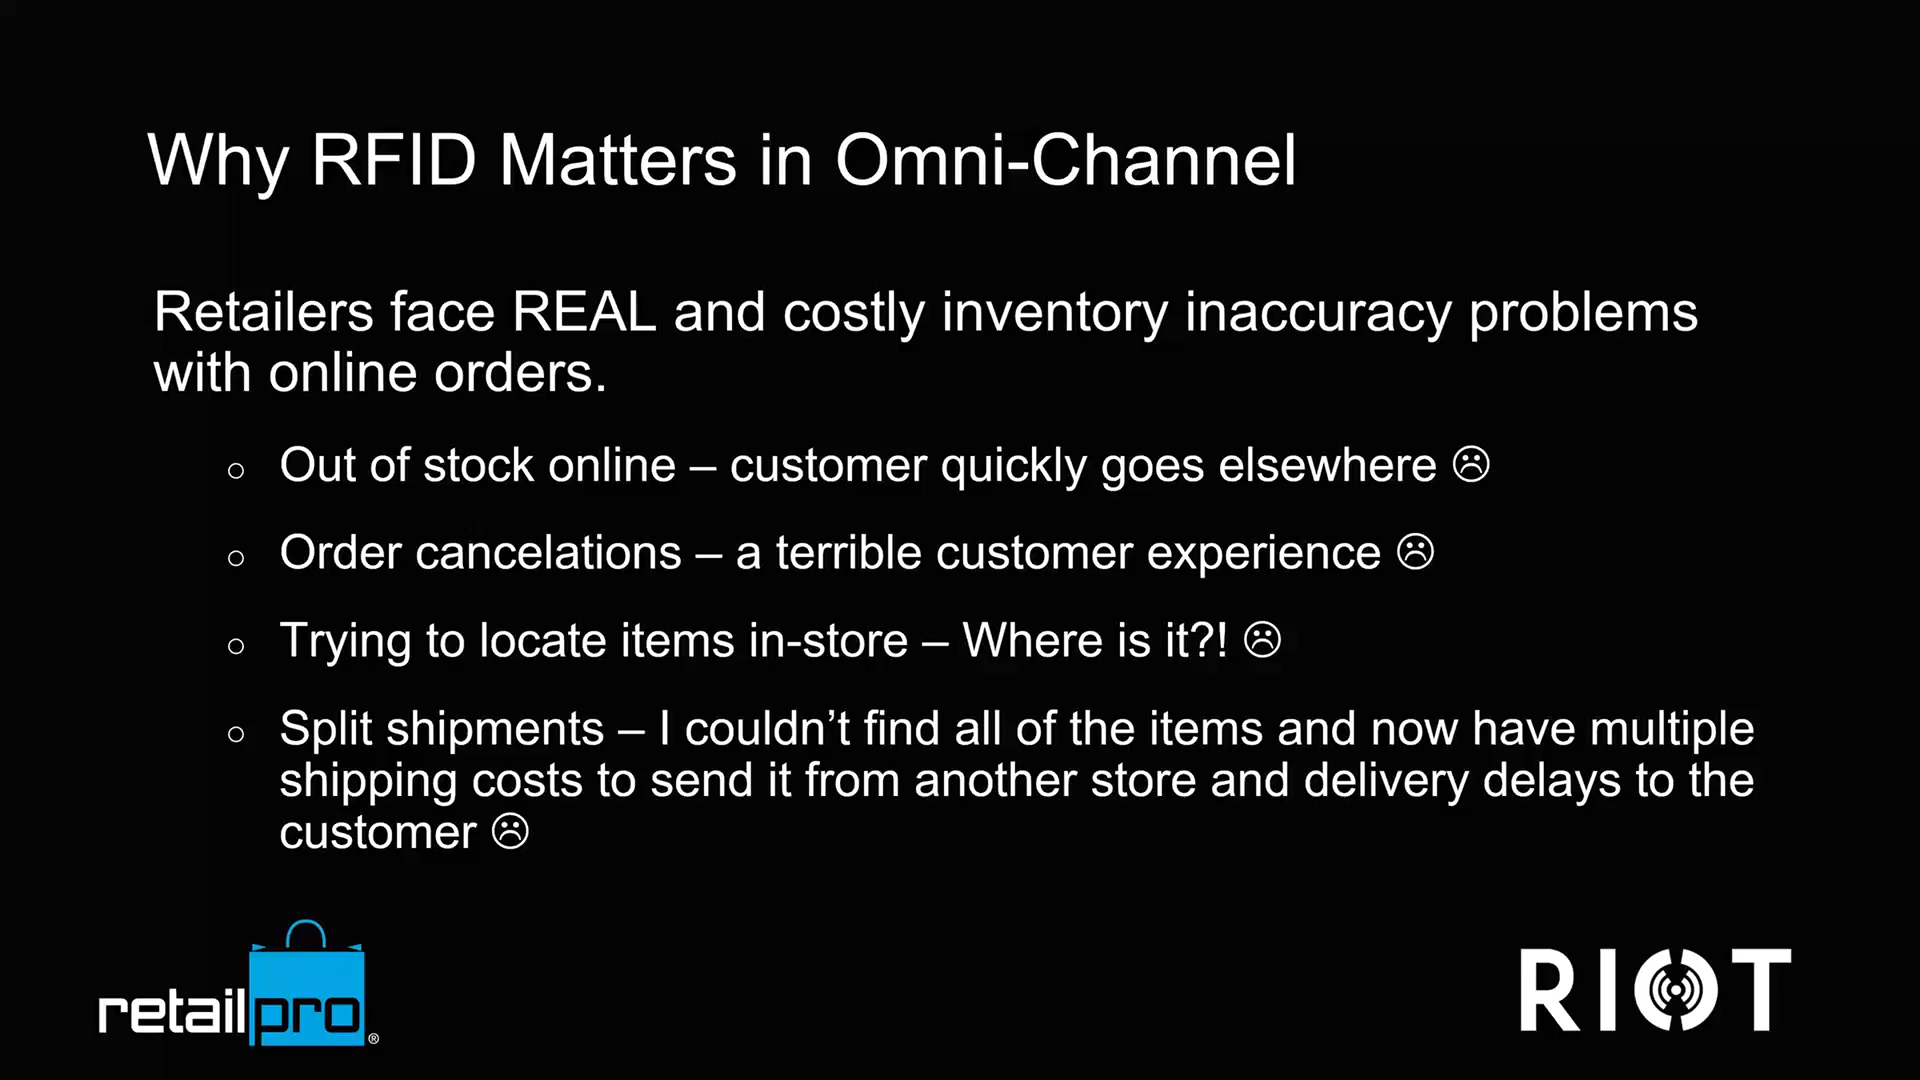 Why RFID Matters in Omni-Channel
Retailers face REAL and costly inventory inaccuracy problems
with online orders.
○ Out of stock online – customer quickly goes elsewhere ☹
○ Order cancelations – a terrible customer experience ☹
○ Trying to locate items in-store – Where is it?! ☹
○ Split shipments – I couldn’t find all of the items and now have multiple
shipping costs to send it from another store and delivery delays to the
customer ☹
retail pro®
RIOT